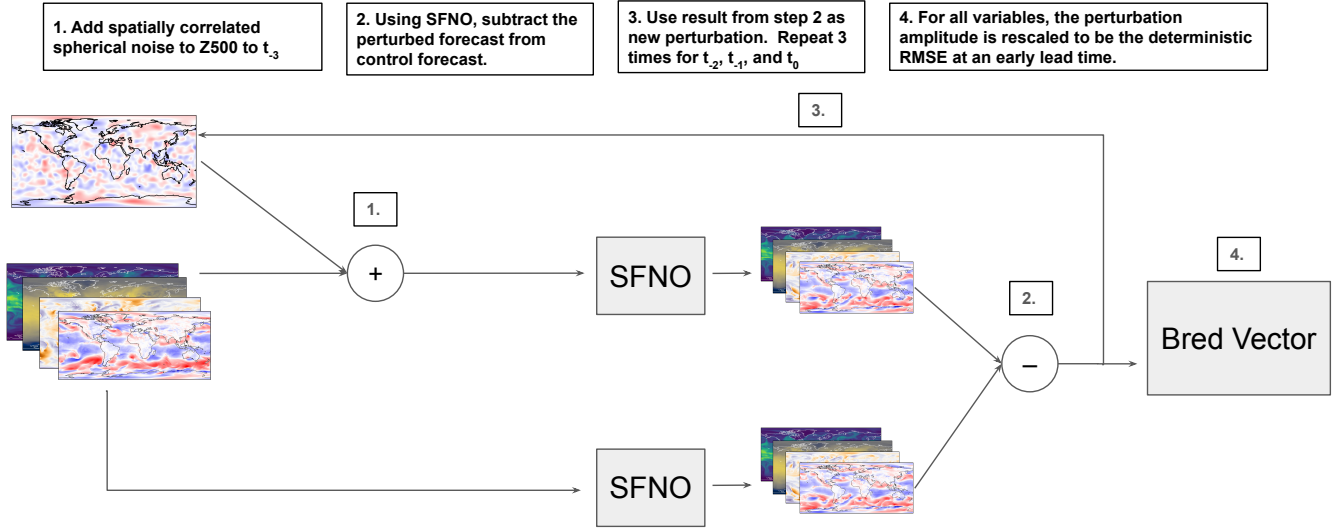 1. Add spatially correlated
spherical noise to Z500 to t-3
2. Using SFNO, subtract the
perturbed forecast from
control forecast.
3. Use result from step 2 as
new perturbation.  Repeat 3
times for t-2, t-1, and t0
4. For all variables, the perturbation
amplitude is rescaled to be the deterministic
RMSE at an early lead time.
3.
1.
+
SFNO
2.
4.
−
Bred Vector
SFNO